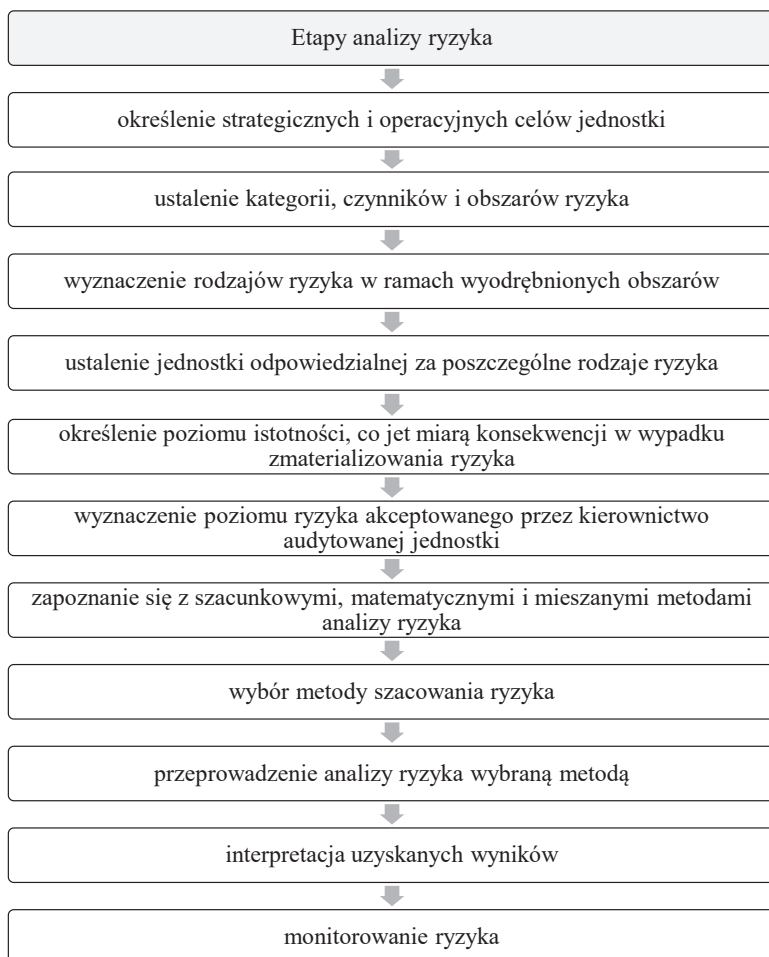 Etapy analizy ryzyka
określenie strategicznych i operacyjnych celów jednostki
ustalenie kategorii, czynników i obszarów ryzyka
wyznaczenie rodzajów ryzyka w ramach wyodrębnionych obszarów
ustalenie jednostki odpowiedzialnej za poszczególne rodzaje ryzyka
określenie poziomu istotności, co jet miarą konsekwencji w wypadku
zmaterializowania ryzyka
wyznaczenie poziomu ryzyka akceptowanego przez kierownictwo
audytowanej jednostki
zapoznanie się z szacunkowymi, matematycznymi i mieszanymi metodami
analizy ryzyka
wybór metody szacowania ryzyka
przeprowadzenie analizy ryzyka wybraną metodą
interpretacja uzyskanych wyników
monitorowanie ryzyka